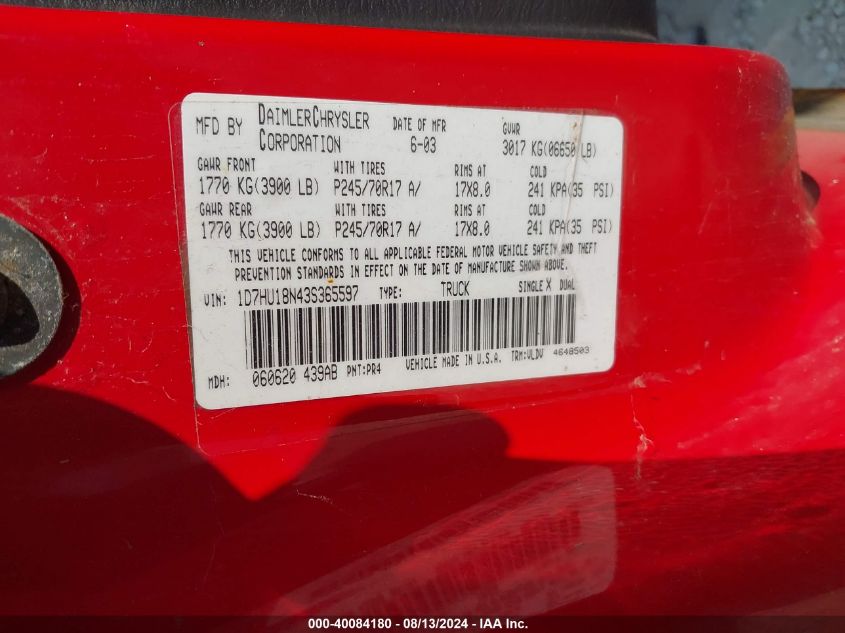 MFD BY DAIMLERCHRYSLER CORPORATION DATE OF MFR 6-03 GVWR 3017 KG(06650 LB)
GAWR FRONT WITH TIRES RIMS AT COLD
1770 KG(3900 LB) P245/70R17 A/ 17X8.0 241 KPA(35 PSI)
GAWR REAR WITH TIRES RIMS AT COLD
1770 KG(3900 LB) P245/70R17 A/ 17X8.0 241 KPA(35 PSI)
THIS VEHICLE CONFORMS TO ALL APPLICABLE FEDERAL MOTOR VEHICLE SAFETY AND THEFT
PREVENTION STANDARDS IN EFFECT ON THE DATE OF MANUFACTURE SHOWN ABOVE.
VIN: 1D7HU18N43S365597 TYPE: TRUCK SINGLE X DUAL
MDH: 060620 439AB PNT:PR4 VEHICLE MADE IN U.S.A. TRM:VLDV 4648503
000-40084180 - 08/13/2024 - IAA Inc.